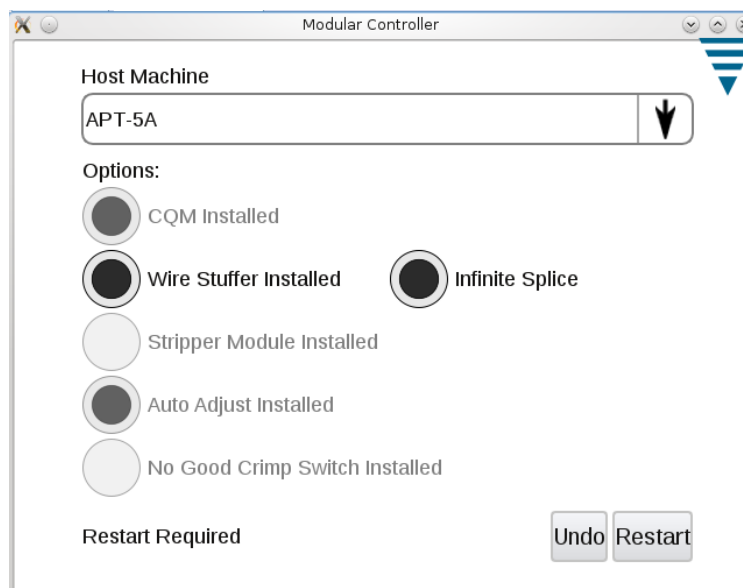 Modular Controller
Host Machine
APT-5A
Options:
CQM Installed
Wire Stuffer Installed Infinite Splice
Stripper Module Installed
Auto Adjust Installed
No Good Crimp Switch Installed
Restart Required Undo Restart